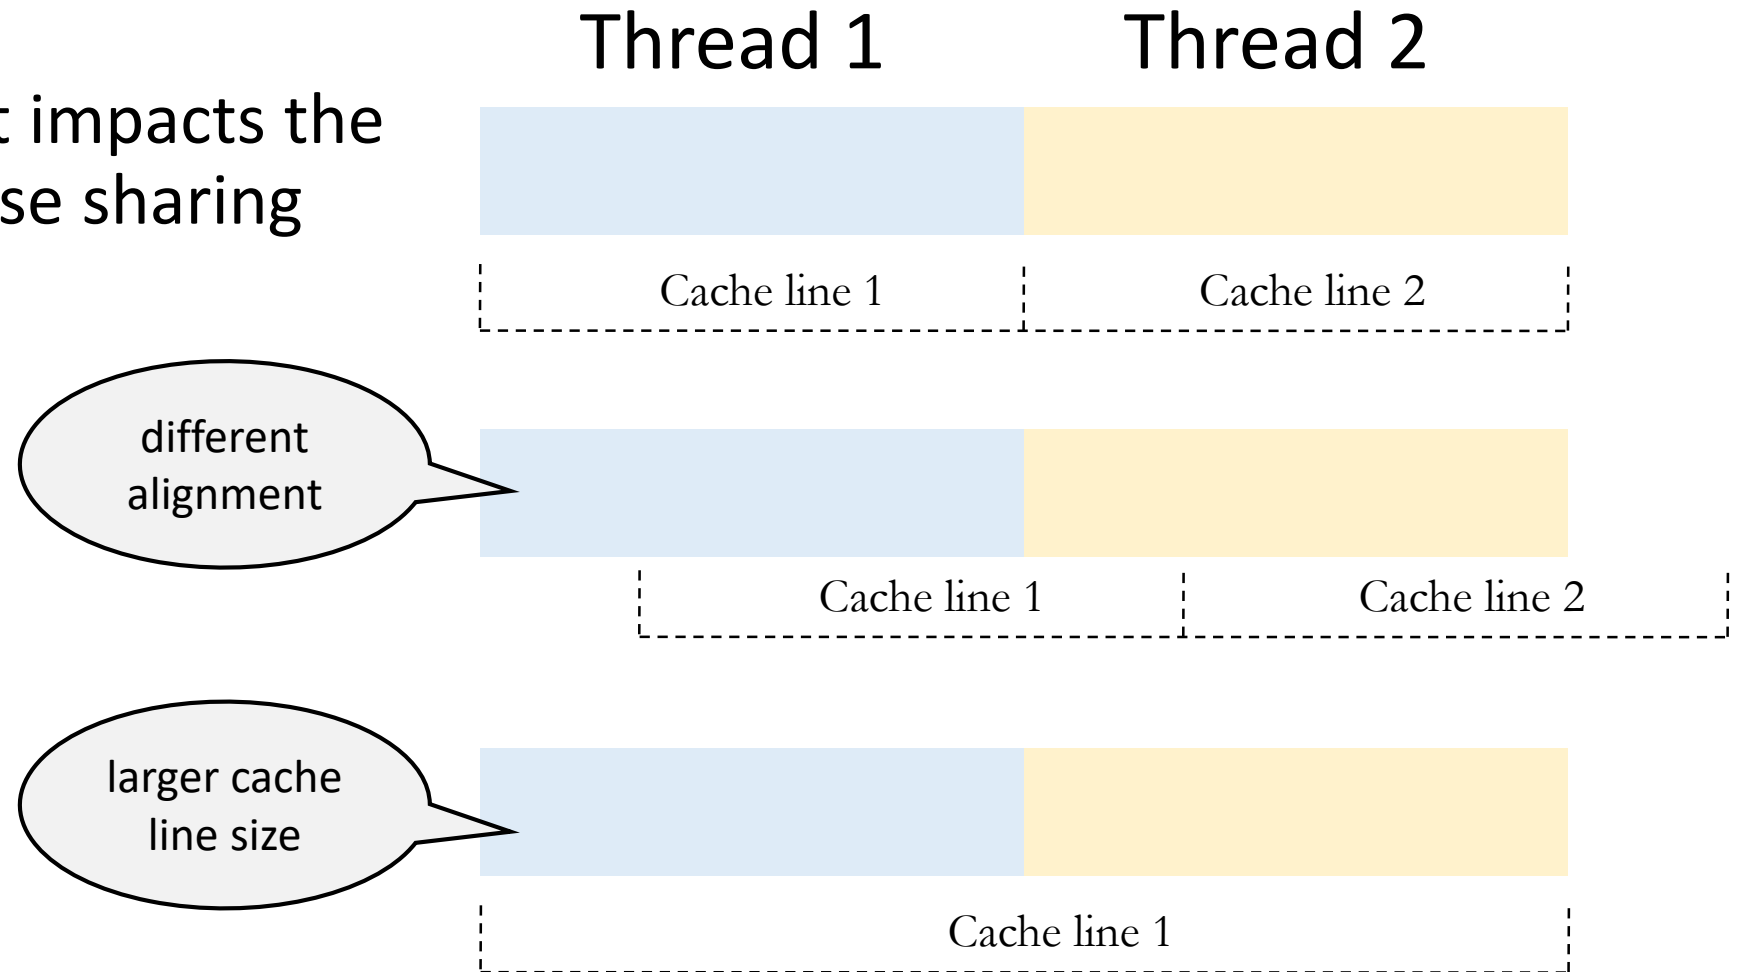 Thread 1
Thread 2
t impacts the
se sharing
Cache line 1
Cache line 2
different
alignment
Cache line 1
Cache line 2
larger cache
line size
Cache line 1